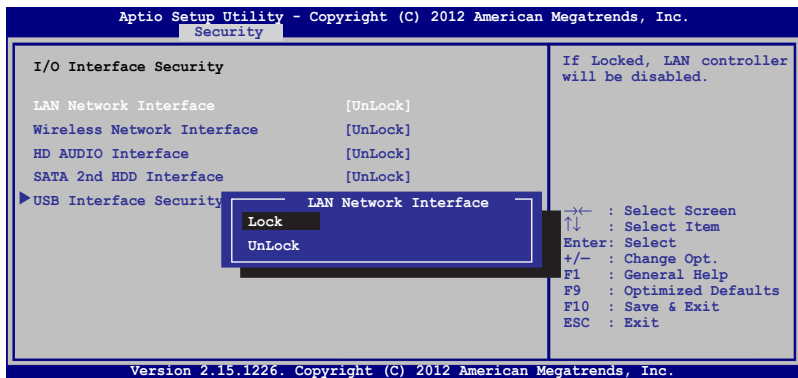 Aptio Setup Utility - Copyright (C) 2012 American Megatrends, Inc.
Security
I/O Interface Security
LAN Network Interface [UnLock]
Wireless Network Interface [UnLock]
HD AUDIO Interface [UnLock]
SATA 2nd HDD Interface [UnLock]
USB Interface Security
LAN Network Interface
Lock
UnLock
If Locked, LAN controller
will be disabled.
→← : Select Screen
↑↓ : Select Item
Enter: Select
+/— : Change Opt.
F1 : General Help
F9 : Optimized Defaults
F10 : Save & Exit
ESC : Exit
Version 2.15.1226. Copyright (C) 2012 American Megatrends, Inc.